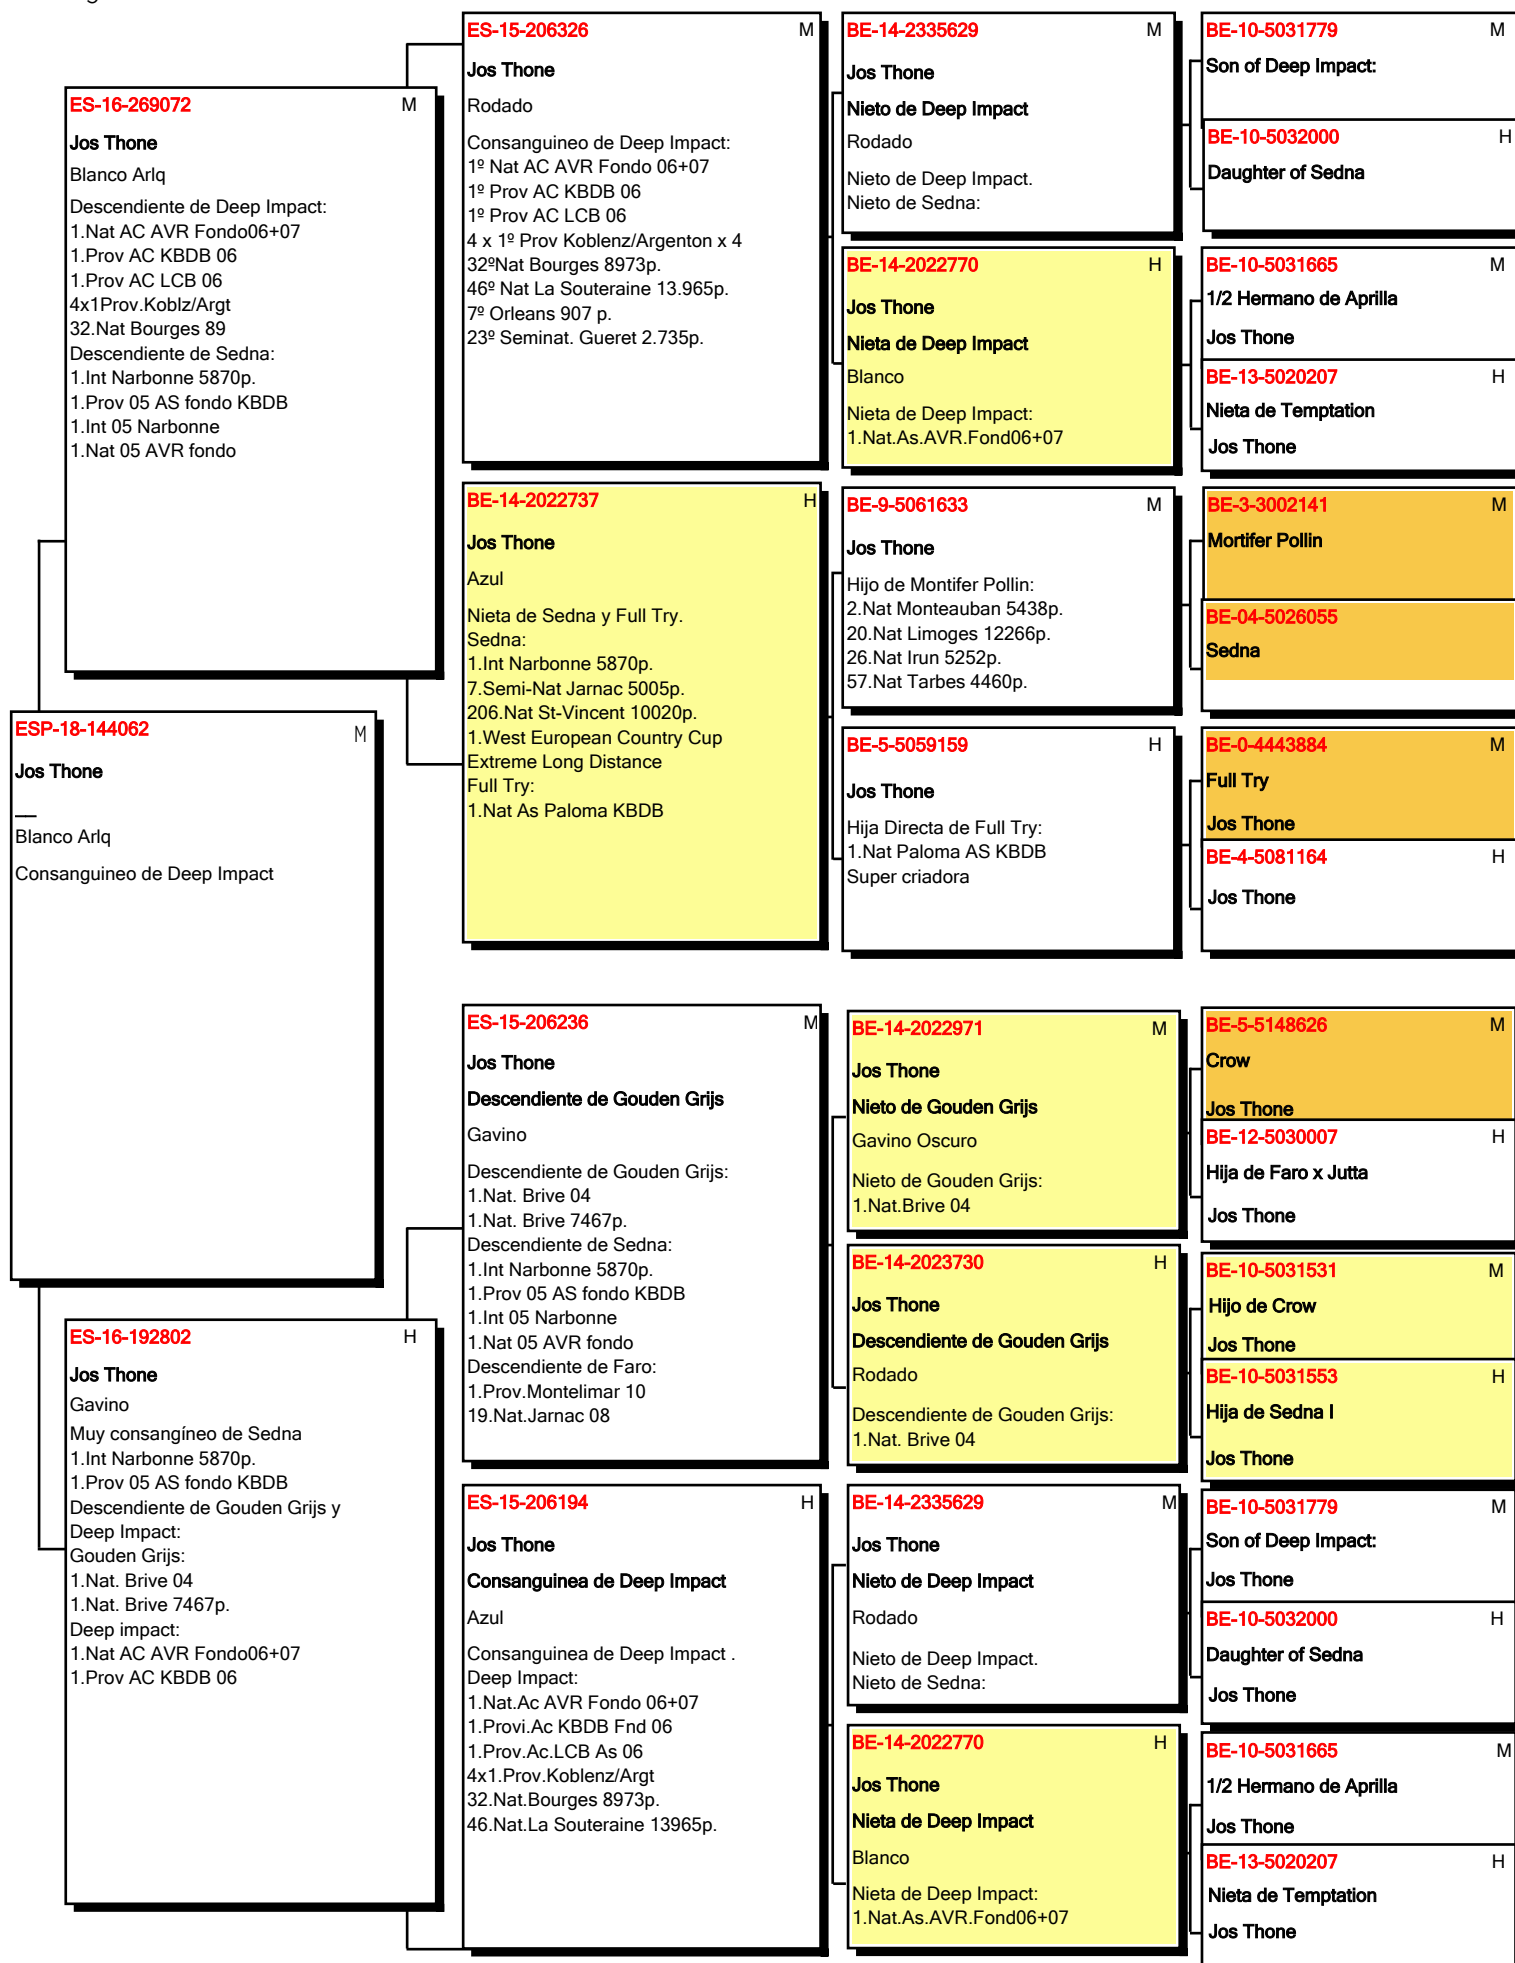 ESP-18-144062 M
Jos Thone
__
Blanco Arlq
Consanguineo de Deep Impact
ES-16-269072 M
Jos Thone
Blanco Arlq
Descendiente de Deep Impact:
1.Nat AC AVR Fondo06+07
1.Prov AC KBDB 06
1.Prov AC LCB 06
4x1Prov.Koblz/Argt
32.Nat Bourges 89
Descendiente de Sedna:
1.Int Narbonne 5870p.
1.Prov 05 AS fondo KBDB
1.Int 05 Narbonne
1.Nat 05 AVR fondo
ES-16-192802 H
Jos Thone
Gavino
Muy consangíneo de Sedna
1.Int Narbonne 5870p.
1.Prov 05 AS fondo KBDB
Descendiente de Gouden Grijs y
Deep Impact:
Gouden Grijs:
1.Nat. Brive 04
1.Nat. Brive 7467p.
Deep impact:
1.Nat AC AVR Fondo06+07
1.Prov AC KBDB 06
ES-15-206326 M
Jos Thone
Rodado
Consanguineo de Deep Impact:
1º Nat AC AVR Fondo 06+07
1º Prov AC KBDB 06
1º Prov AC LCB 06
4 x 1º Prov Koblenz/Argenton x 4
32ºNat Bourges 8973p.
46º Nat La Souteraine 13.965p.
7º Orleans 907 p.
23º Seminat. Gueret 2.735p.
BE-14-2022737 H
Jos Thone
Azul
Nieta de Sedna y Full Try.
Sedna:
1.Int Narbonne 5870p.
7.Semi-Nat Jarnac 5005p.
206.Nat St-Vincent 10020p.
1.West European Country Cup
Extreme Long Distance
Full Try:
1.Nat As Paloma KBDB
ES-15-206236 M
Jos Thone
Descendiente de Gouden Grijs
Gavino
Descendiente de Gouden Grijs:
1.Nat. Brive 04
1.Nat. Brive 7467p.
Descendiente de Sedna:
1.Int Narbonne 5870p.
1.Prov 05 AS fondo KBDB
1.Int 05 Narbonne
1.Nat 05 AVR fondo
Descendiente de Faro:
1.Prov.Montelimar 10
19.Nat.Jarnac 08
ES-15-206194 H
Jos Thone
Consanguinea de Deep Impact
Azul
Consanguinea de Deep Impact .
Deep Impact:
1.Nat.Ac AVR Fondo 06+07
1.Provi.Ac KBDB Fnd 06
1.Prov.Ac.LCB As 06
4x1.Prov.Koblenz/Argt
32.Nat.Bourges 8973p.
46.Nat.La Souteraine 13965p.
BE-14-2335629 M
Jos Thone
Nieto de Deep Impact
Rodado
Nieto de Deep Impact.
Nieto de Sedna:
BE-14-2022770 H
Jos Thone
Nieta de Deep Impact
Blanco
Nieta de Deep Impact:
1.Nat.As.AVR.Fond06+07
BE-9-5061633 M
Jos Thone
Hijo de Montifer Pollin:
2.Nat Monteauban 5438p.
20.Nat Limoges 12266p.
26.Nat Irun 5252p.
57.Nat Tarbes 4460p.
BE-5-5059159 H
Jos Thone
Hija Directa de Full Try:
1.Nat Paloma AS KBDB
Super criadora
BE-14-2022971 M
Jos Thone
Nieto de Gouden Grijs
Gavino Oscuro
Nieto de Gouden Grijs:
1.Nat.Brive 04
BE-14-2023730 H
Jos Thone
Descendiente de Gouden Grijs
Rodado
Descendiente de Gouden Grijs:
1.Nat. Brive 04
BE-14-2335629 M
Jos Thone
Nieto de Deep Impact
Rodado
Nieto de Deep Impact.
Nieto de Sedna:
BE-14-2022770 H
Jos Thone
Nieta de Deep Impact
Blanco
Nieta de Deep Impact:
1.Nat.As.AVR.Fond06+07
BE-10-5031779 M
Son of Deep Impact:
BE-10-5032000 H
Daughter of Sedna
BE-10-5031665 M
1/2 Hermano de Aprilla
Jos Thone
BE-13-5020207 H
Nieta de Temptation
Jos Thone
BE-3-3002141 M
Mortifer Pollin
BE-04-5026055
Sedna
BE-0-4443884 M
Full Try
Jos Thone
BE-4-5081164 H
Jos Thone
BE-5-5148626 M
Crow
Jos Thone
BE-12-5030007 H
Hija de Faro x Jutta
Jos Thone
BE-10-5031531 M
Hijo de Crow
Jos Thone
BE-10-5031553 H
Hija de Sedna I
Jos Thone
BE-10-5031779 M
Son of Deep Impact:
Jos Thone
BE-10-5032000 H
Daughter of Sedna
Jos Thone
BE-10-5031665 M
1/2 Hermano de Aprilla
Jos Thone
BE-13-5020207 H
Nieta de Temptation
Jos Thone